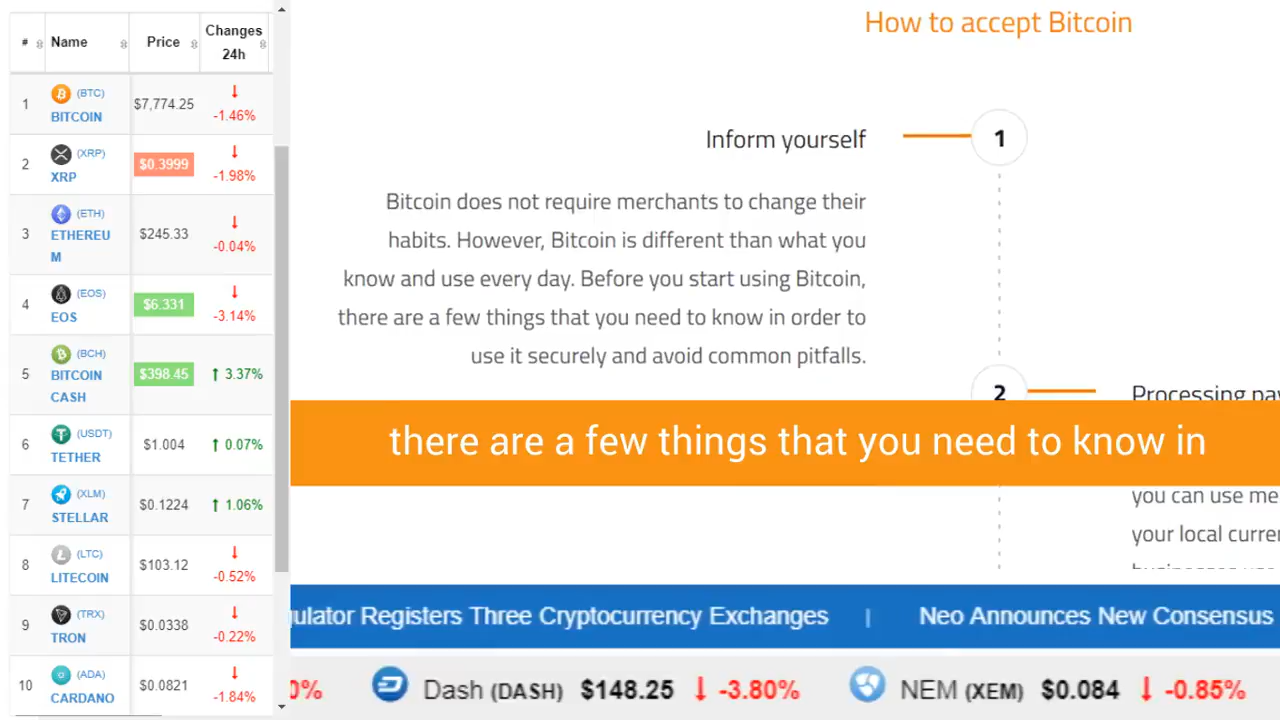 # Name Price Changes 24h
1 (BTC) BITCOIN $7,774.25 ↓ -1.46%
2 (XRP) XRP $0.3999 ↓ -1.98%
3 (ETH) ETHEREUM $245.33 ↓ -0.04%
4 (EOS) EOS $6.331 ↓ -3.14%
5 (BCH) BITCOIN CASH $398.45 ↑ 3.37%
6 (USDT) TETHER $1.004 ↑ 0.07%
7 (XLM) STELLAR $0.1224 ↑ 1.06%
8 (LTC) LITECOIN $103.12 ↓ -0.52%
9 (TRX) TRON $0.0338 ↓ -0.22%
10 (ADA) CARDANO $0.0821 ↓ -1.84%
How to accept Bitcoin
Inform yourself 1
Bitcoin does not require merchants to change their
habits. However, Bitcoin is different than what you
know and use every day. Before you start using Bitcoin,
there are a few things that you need to know in order to
use it securely and avoid common pitfalls.
2 Processing pay
there are a few things that you need to know in
you can use me
your local curre
gulator Registers Three Cryptocurrency Exchanges | Neo Announces New Consensus
0% Dash (DASH) $148.25 ↓ -3.80% NEM (XEM) $0.084 ↓ -0.85%